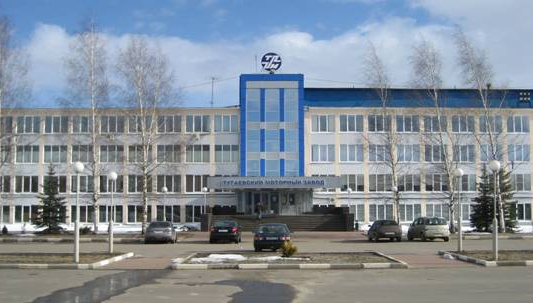 ТУТАЕВСКИЙ МОТОРНЫЙ ЗАВОД